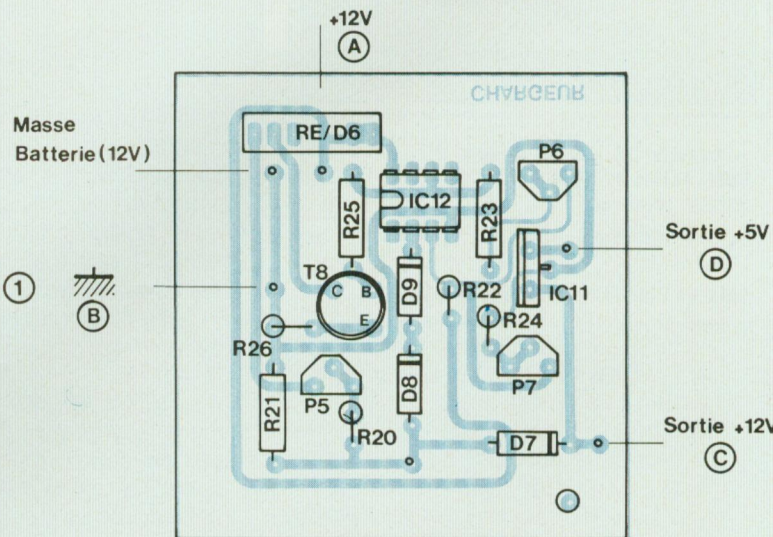 +12V
A
CHARGEUR
Masse
Batterie (12V)
RE/D6
P6
IC12
R25
R23
Sortie +5V
D
1
B
T8
C
B
E
D9
R22
IC11
R24
R26
P7
P5
D8
R21
R20
D7
Sortie +12V
C